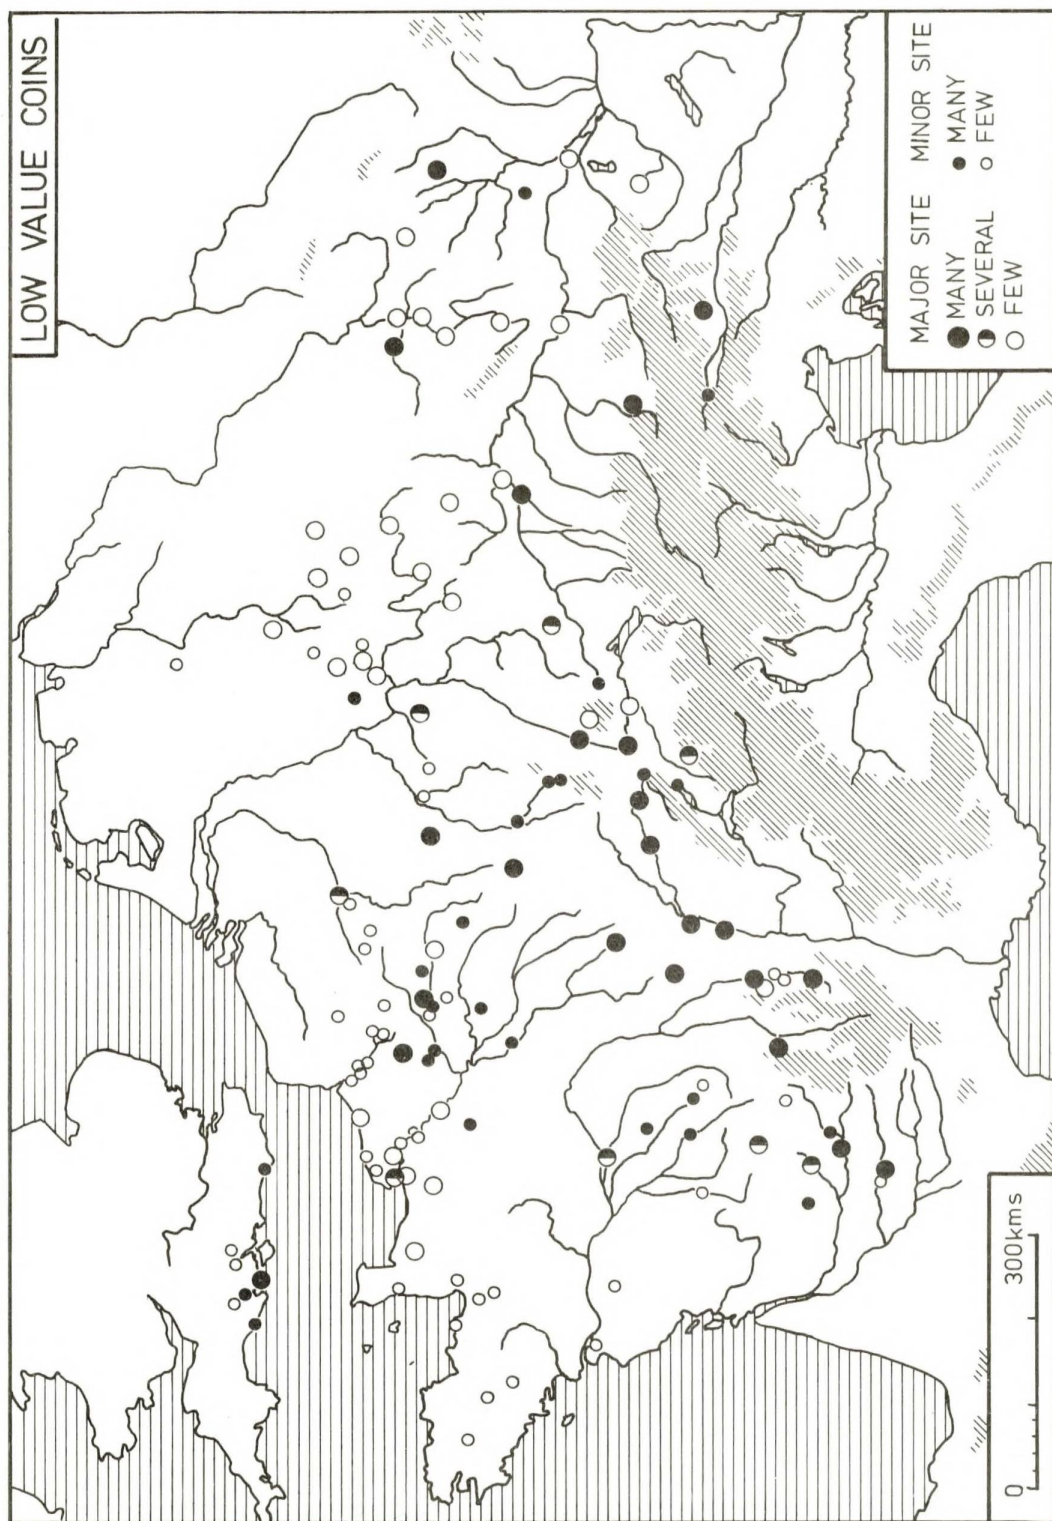 LOW VALUE COINS
MAJOR SITE MINOR SITE
MANY MANY
SEVERAL
FEW FEW
0 300kms